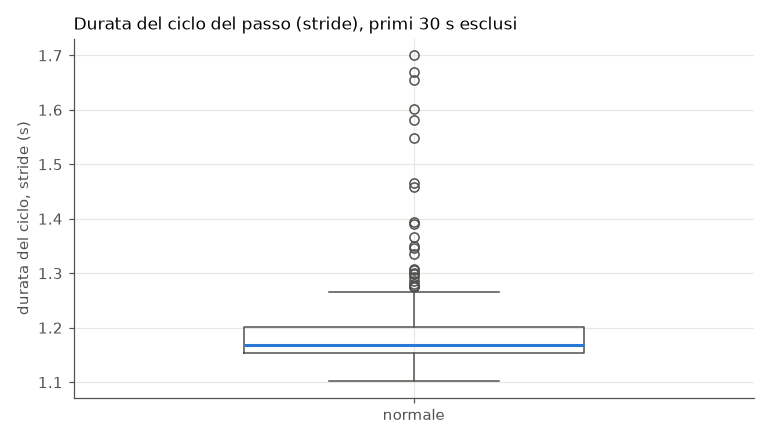 Durata del ciclo del passo (stride), primi 30 s esclusi
durata del ciclo, stride (s)
1.7
1.6
1.5
1.4
1.3
1.2
1.1
normale